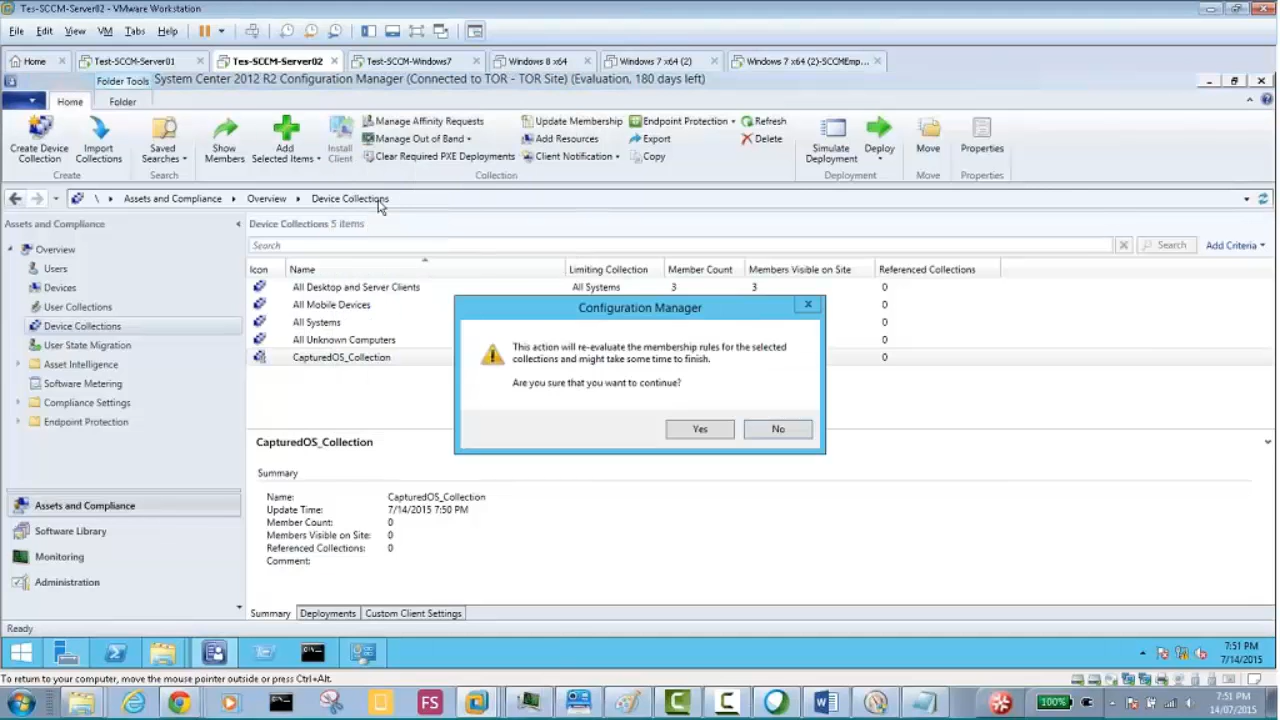 Tes-SCCM-Server02 - VMware Workstation
File Edit View VM Tabs Help
Home Test-SCCM-Server01 Tes-SCCM-Server02 Test-SCCM-Windows7 Windows 8 x64 Windows 7 x64 (2) Windows 7 x64 (2)-SCCMEmp...
Folder Tools System Center 2012 R2 Configuration Manager (Connected to TOR - TOR Site) (Evaluation, 180 days left)
Home Folder
Create Device Collection
Import Collections
Create
Saved Searches
Search
Show Members
Add Selected Items
Install Client
Manage Affinity Requests
Manage Out of Band
Clear Required PXE Deployments
Update Membership
Add Resources
Client Notification
Endpoint Protection
Export
Copy
Refresh
Delete
Collection
Simulate Deployment
Deploy
Deployment
Move
Move
Properties
Properties
\ Assets and Compliance Overview Device Collections
Assets and Compliance
Overview
Users
Devices
User Collections
Device Collections
User State Migration
Asset Intelligence
Software Metering
Compliance Settings
Endpoint Protection
Assets and Compliance
Software Library
Monitoring
Administration
Device Collections 5 items
Search Search Add Criteria
Icon Name Limiting Collection Member Count Members Visible on Site Referenced Collections
All Desktop and Server Clients All Systems 3 3 0
All Mobile Devices 0
All Systems 0
All Unknown Computers 0
CapturedOS_Collection 0
Configuration Manager
This action will re-evaluate the membership rules for the selected
collections and might take some time to finish.
Are you sure that you want to continue?
Yes No
CapturedOS_Collection
Summary
Name: CapturedOS_Collection
Update Time: 7/14/2015 7:50 PM
Member Count: 0
Members Visible on Site: 0
Referenced Collections: 0
Comment:
Summary Deployments Custom Client Settings
Ready
7:51 PM
7/14/2015
To return to your computer, move the mouse pointer outside or press Ctrl+Alt.
FS 100% 7:51 PM
14/07/2015